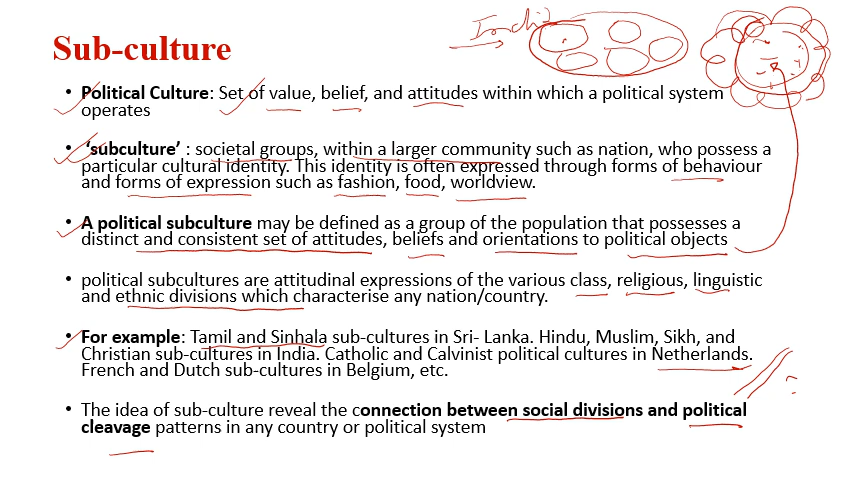 Sub-culture
India
• Political Culture: Set of value, belief, and attitudes within which a political system
operates
• ‘subculture’ : societal groups, within a larger community such as nation, who possess a
particular cultural identity. This identity is often expressed through forms of behaviour
and forms of expression such as fashion, food, worldview.
• A political subculture may be defined as a group of the population that possesses a
distinct and consistent set of attitudes, beliefs and orientations to political objects
• political subcultures are attitudinal expressions of the various class, religious, linguistic
and ethnic divisions which characterise any nation/country.
• For example: Tamil and Sinhala sub-cultures in Sri- Lanka. Hindu, Muslim, Sikh, and
Christian sub-cultures in India. Catholic and Calvinist political cultures in Netherlands.
French and Dutch sub-cultures in Belgium, etc.
• The idea of sub-culture reveal the connection between social divisions and political
cleavage patterns in any country or political system